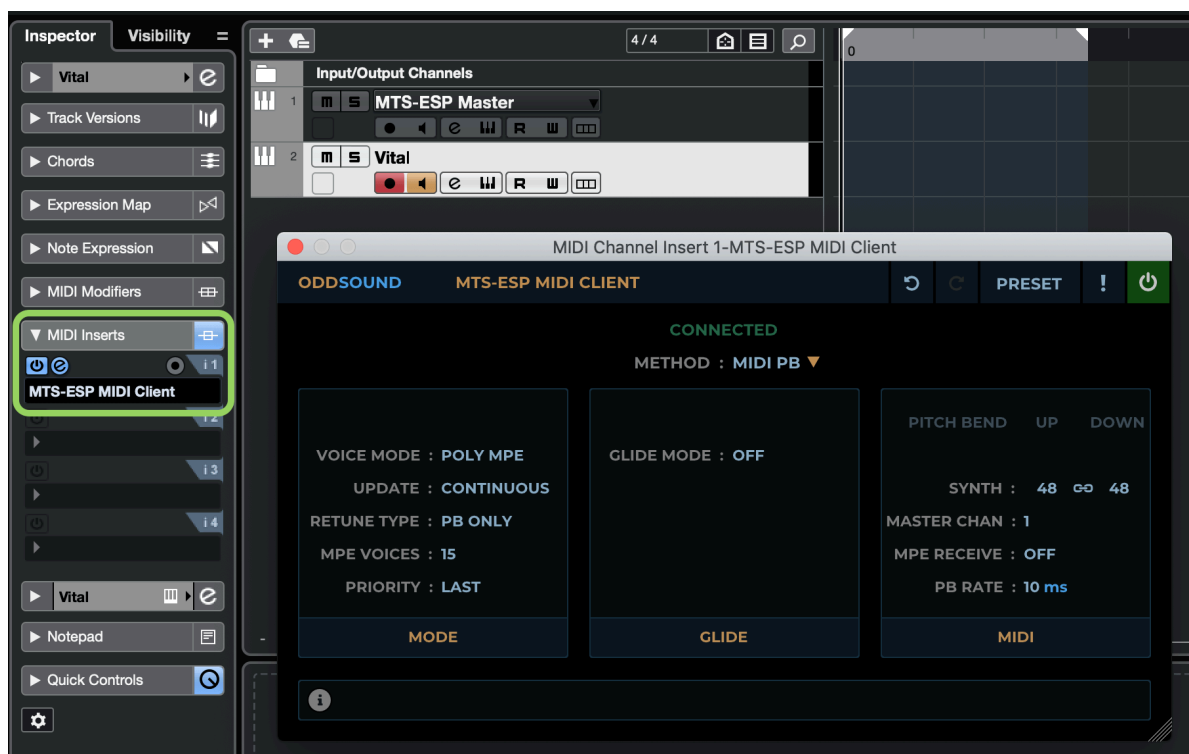 Inspector Visibility
Vital
Track Versions
Chords
Expression Map
Note Expression
MIDI Modifiers
MIDI Inserts
i 1
MTS-ESP MIDI Client
i 2
i 3
i 4
Vital
Notepad
Quick Controls
4/4
0
Input/Output Channels
1 m s MTS-ESP Master
e R W
2 m s Vital
e R W
MIDI Channel Insert 1-MTS-ESP MIDI Client
ODDSOUND MTS-ESP MIDI CLIENT PRESET !
CONNECTED
METHOD : MIDI PB
VOICE MODE : POLY MPE
UPDATE : CONTINUOUS
RETUNE TYPE : PB ONLY
MPE VOICES : 15
PRIORITY : LAST
MODE
GLIDE MODE : OFF
GLIDE
PITCH BEND UP DOWN
SYNTH : 48 48
MASTER CHAN : 1
MPE RECEIVE : OFF
PB RATE : 10 ms
MIDI